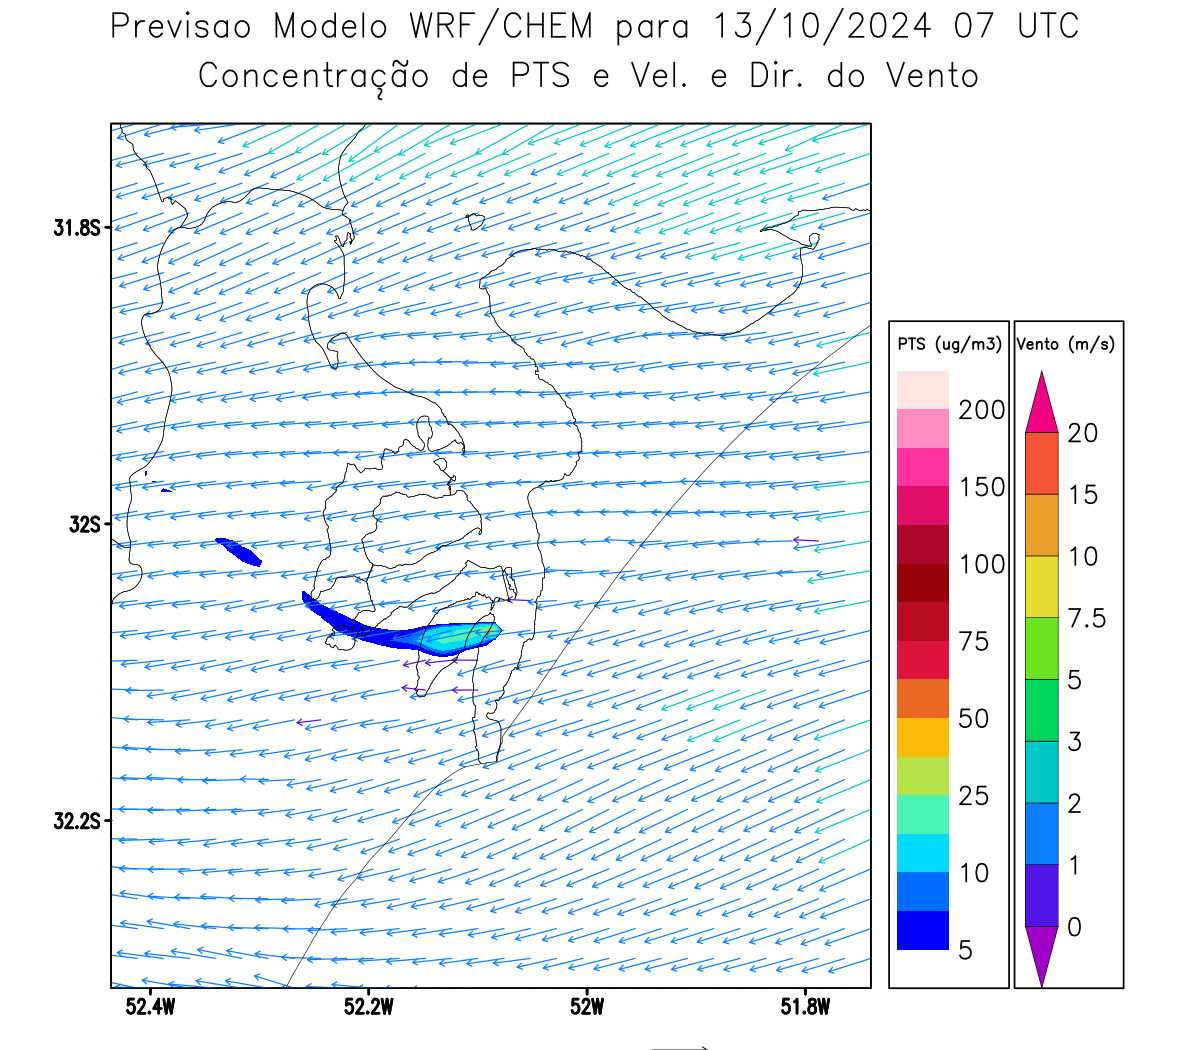 Previsao Modelo WRF/CHEM para 13/10/2024 07 UTC
Concentração de PTS e Vel. e Dir. do Vento
31.8S
32S
32.2S
52.4W
52.2W
52W
51.8W
PTS (ug/m3)
200
150
100
75
50
25
10
5
Vento (m/s)
20
15
10
7.5
5
3
2
1
0